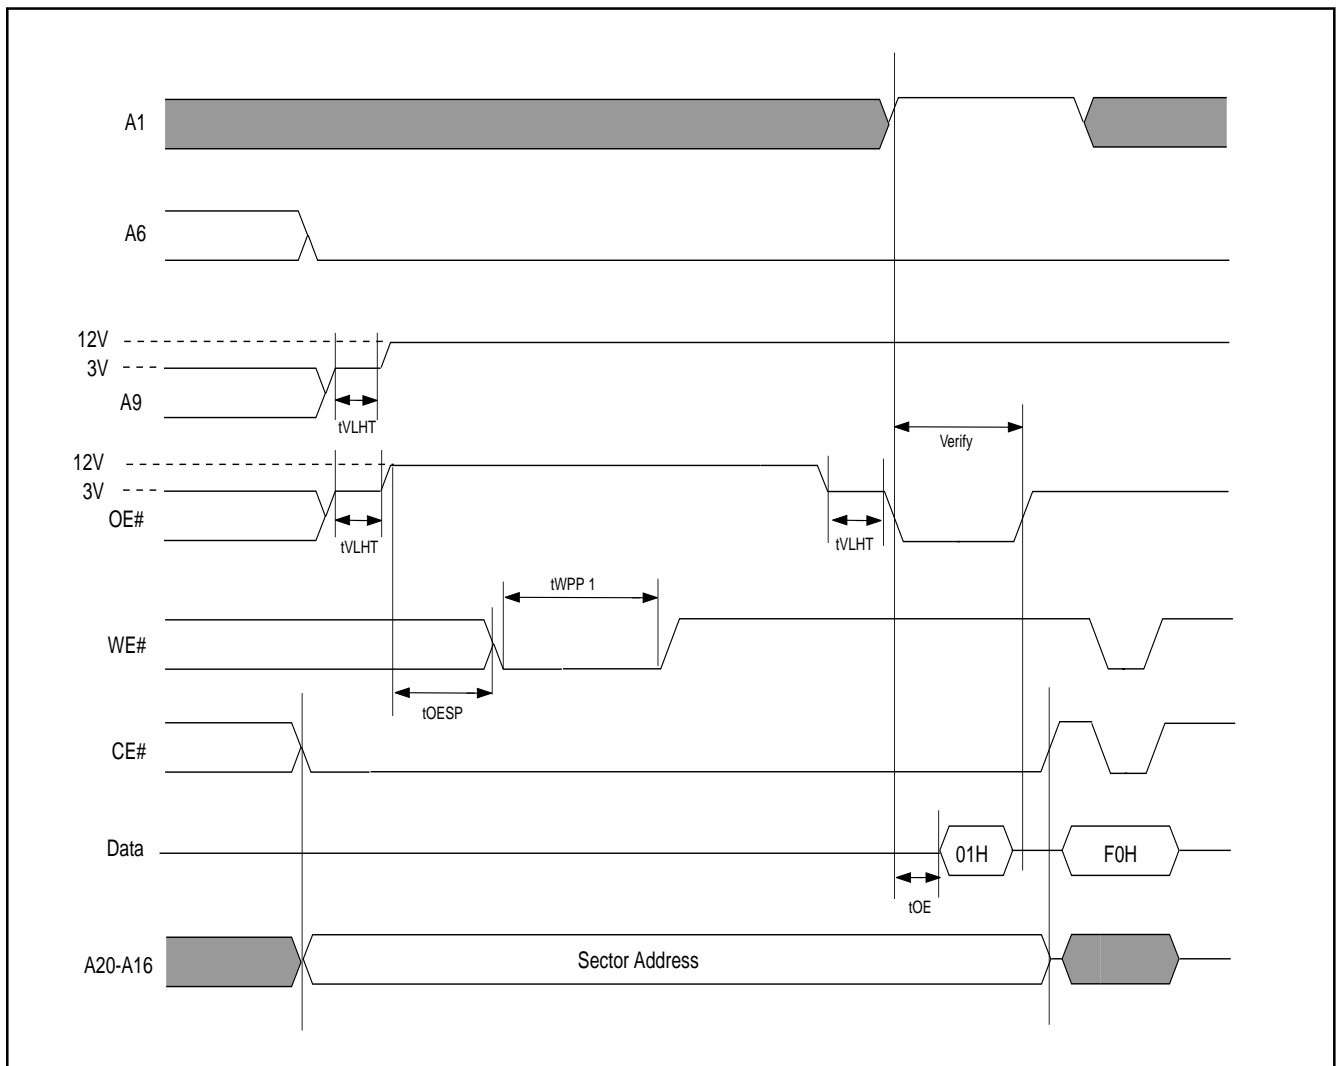 A1
A6
12V
3V
A9
tVLHT
Verify
12V
3V
OE#
tVLHT
tVLHT
tWPP 1
WE#
tOESP
CE#
Data
01H
F0H
tOE
A20-A16
Sector Address